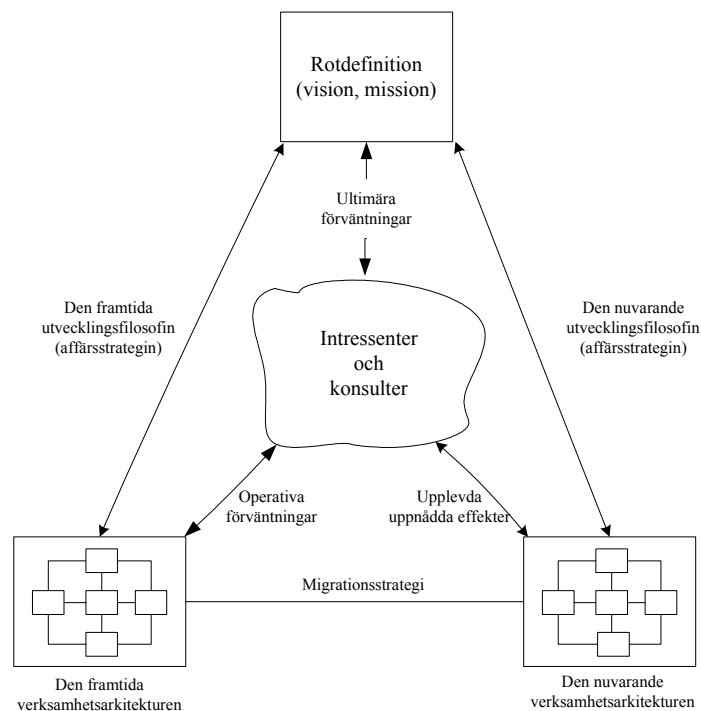 Rotdefinition
(vision, mission)
Ultimära
förväntningar
Den framtida
utvecklingsfilosofin
(affärsstrategin)
Den nuvarande
utvecklingsfilosofin
(affärsstrategin)
Intressenter
och
konsulter
Operativa
förväntningar
Upplevda
uppnådda effekter
Migrationsstrategi
Den framtida
verksamhetsarkitekturen
Den nuvarande
verksamhetsarkitekturen